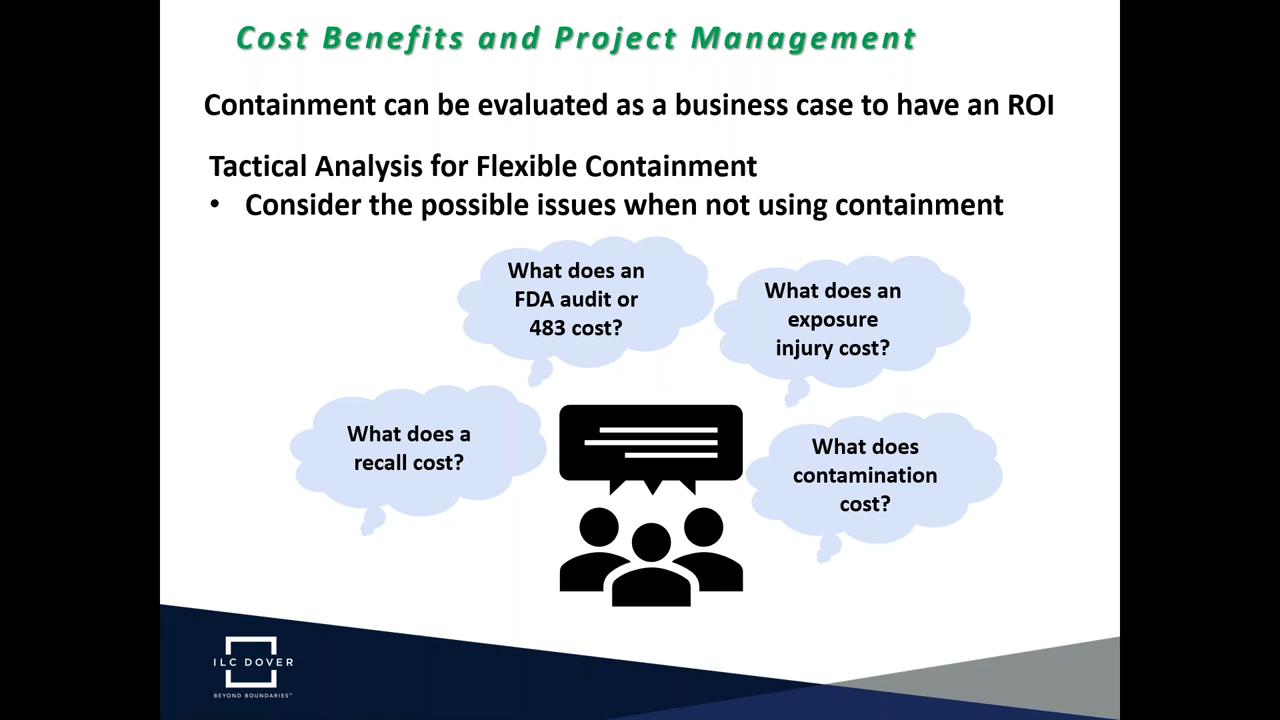 Cost Benefits and Project Management
Containment can be evaluated as a business case to have an ROI
Tactical Analysis for Flexible Containment
• Consider the possible issues when not using containment
What does an
FDA audit or
483 cost?
What does an
exposure
injury cost?
What does a
recall cost?
What does
contamination
cost?
ILC DOVER
BEYOND BOUNDARIES™